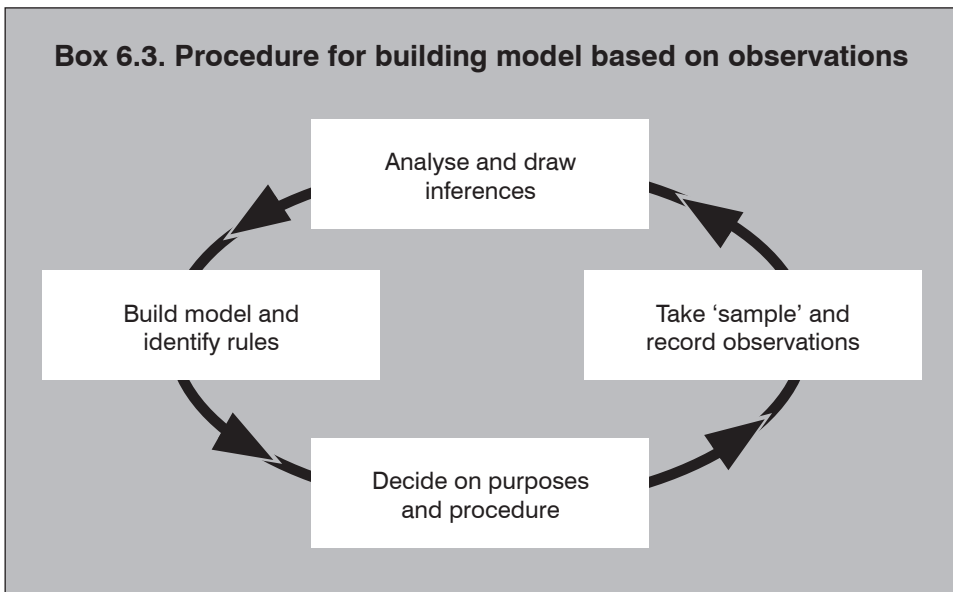 Box 6.3. Procedure for building model based on observations
Analyse and draw
inferences
Build model and
identify rules
Take ‘sample’ and
record observations
Decide on purposes
and procedure